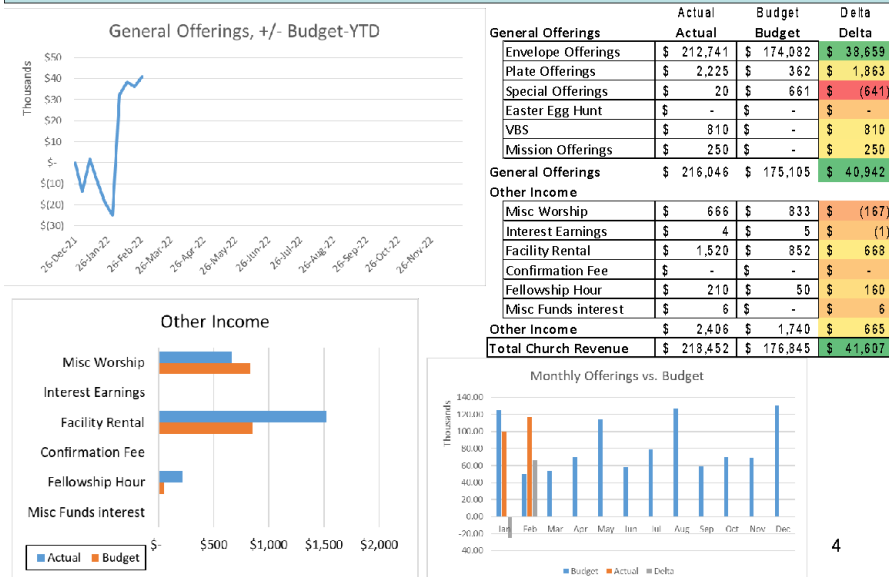 General Offerings, +/- Budget-YTD
Thousands
$50
$40
$30
$20
$10
$-
$(10)
$(20)
$(30)
26-Dec-21
26-Jan-22
26-Feb-22
26-Mar-22
26-Apr-22
26-May-22
26-Jun-22
26-Jul-22
26-Aug-22
26-Sep-22
26-Oct-22
26-Nov-22
Actual Budget Delta
General Offerings Actual Budget Delta
Envelope Offerings $ 212,741 $ 174,082 $ 38,659
Plate Offerings $ 2,225 $ 362 $ 1,863
Special Offerings $ 20 $ 661 $ (641)
Easter Egg Hunt $ - $ - $ -
VBS $ 810 $ - $ 810
Mission Offerings $ 250 $ - $ 250
General Offerings $ 216,046 $ 175,105 $ 40,942
Other Income
Misc Worship $ 666 $ 833 $ (167)
Interest Earnings $ 4 $ 5 $ (1)
Facility Rental $ 1,520 $ 852 $ 668
Confirmation Fee $ - $ - $ -
Fellowship Hour $ 210 $ 50 $ 160
Misc Funds interest $ 6 $ - $ 6
Other Income $ 2,406 $ 1,740 $ 665
Total Church Revenue $ 218,452 $ 176,845 $ 41,607
Other Income
Misc Worship
Interest Earnings
Facility Rental
Confirmation Fee
Fellowship Hour
Misc Funds interest
$- $500 $1,000 $1,500 $2,000
Actual Budget
Monthly Offerings vs. Budget
Thousands
140.00
120.00
100.00
80.00
60.00
40.00
20.00
0.00
-20.00
40.00
Jan Feb Mar Apr May Jun Jul Aug Sep Oct Nov Dec
Budget Actual Delta
4